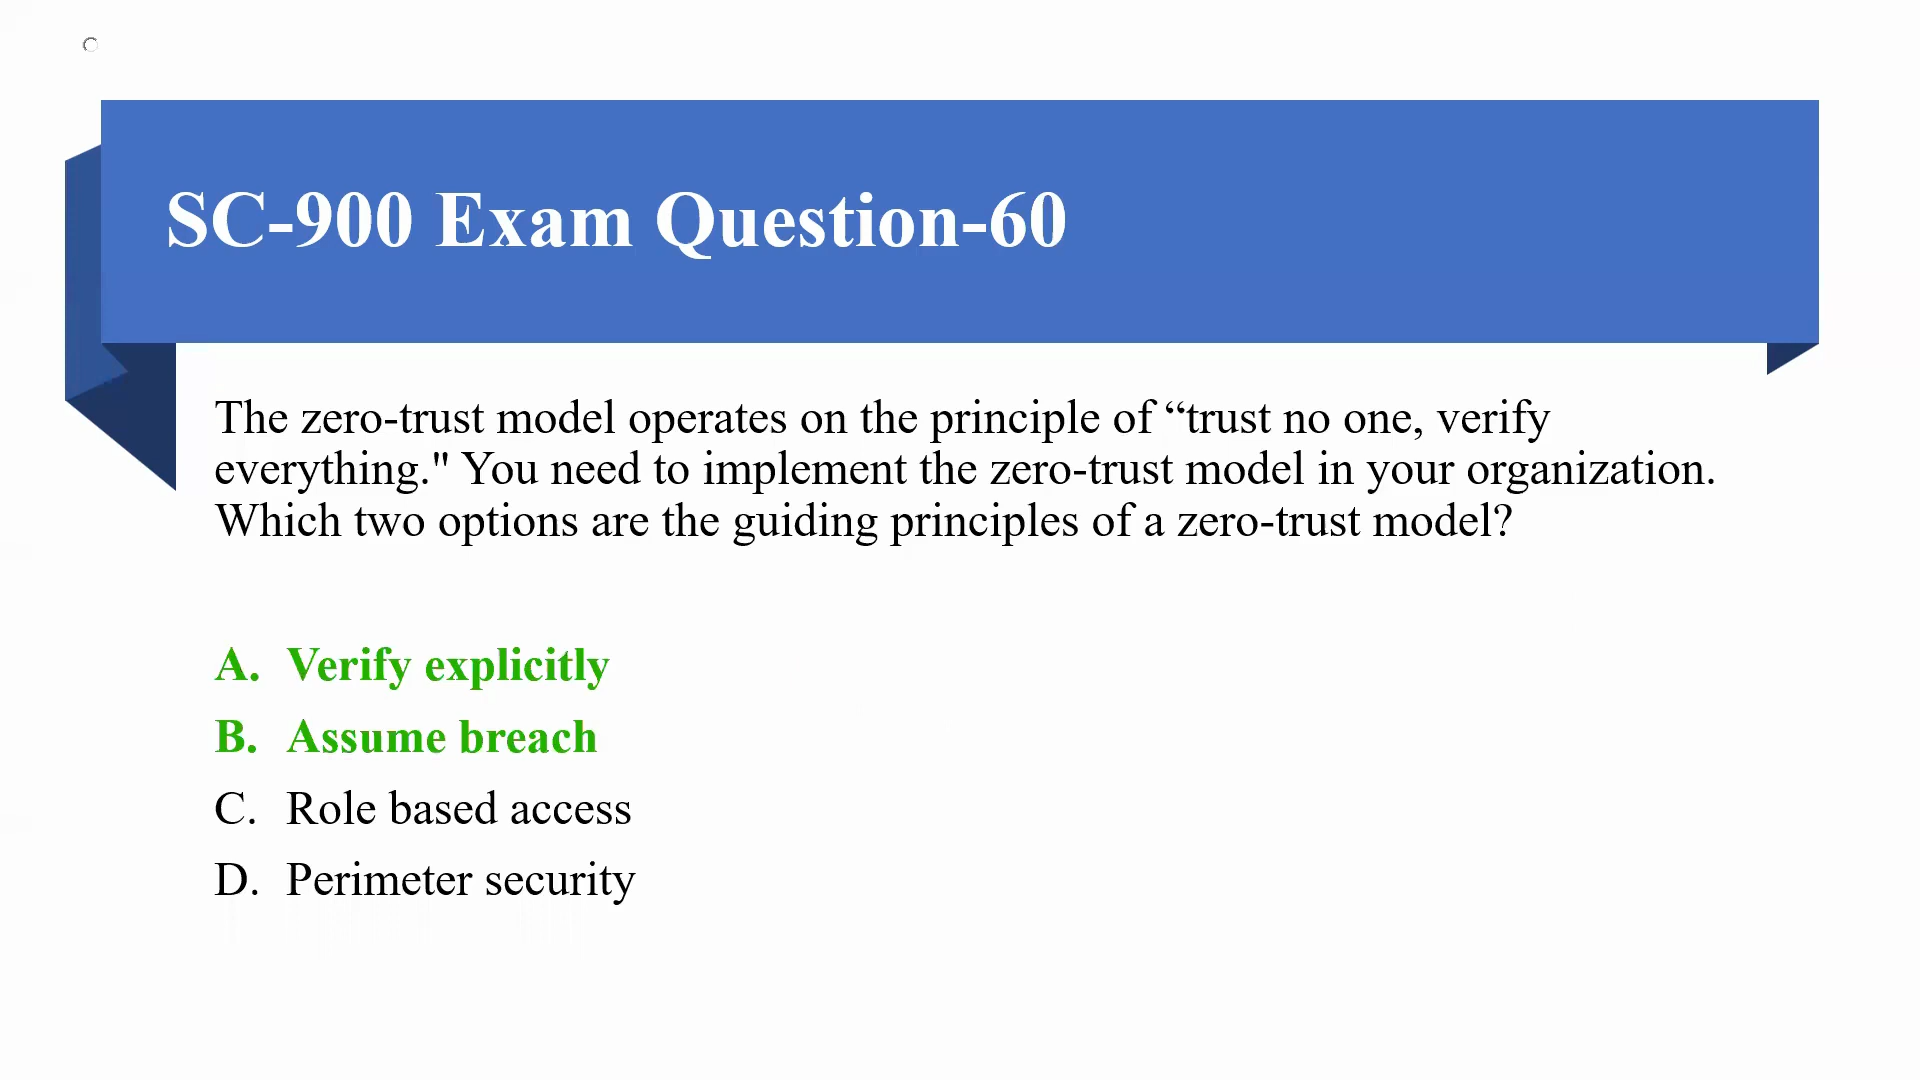 SC-900 Exam Question-60
The zero-trust model operates on the principle of “trust no one, verify
everything." You need to implement the zero-trust model in your organization.
Which two options are the guiding principles of a zero-trust model?
A. Verify explicitly
B. Assume breach
C. Role based access
D. Perimeter security